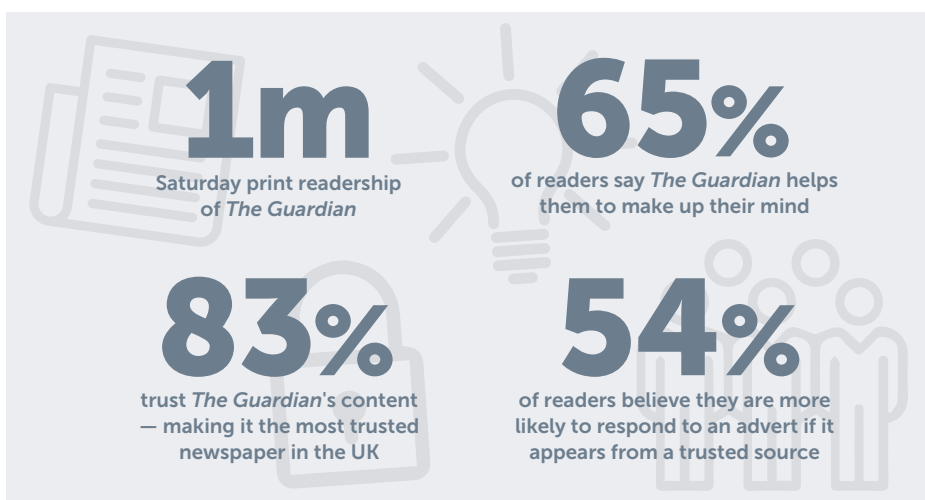 1m
Saturday print readership
of The Guardian
65%
of readers say The Guardian helps
them to make up their mind
83%
trust The Guardian's content
— making it the most trusted
newspaper in the UK
54%
of readers believe they are more
likely to respond to an advert if it
appears from a trusted source